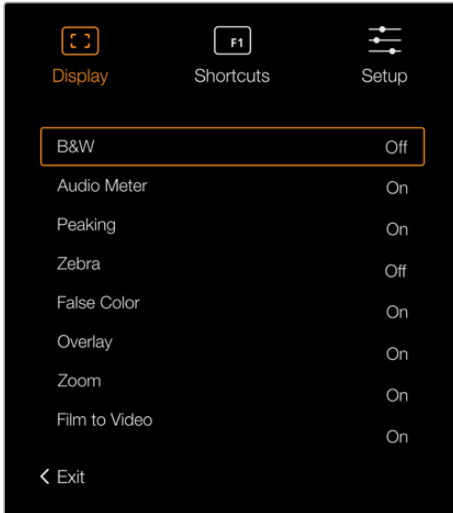 F1
Display Shortcuts Setup
B&W Off
Audio Meter On
Peaking On
Zebra Off
False Color On
Overlay On
Zoom On
Film to Video On
Exit